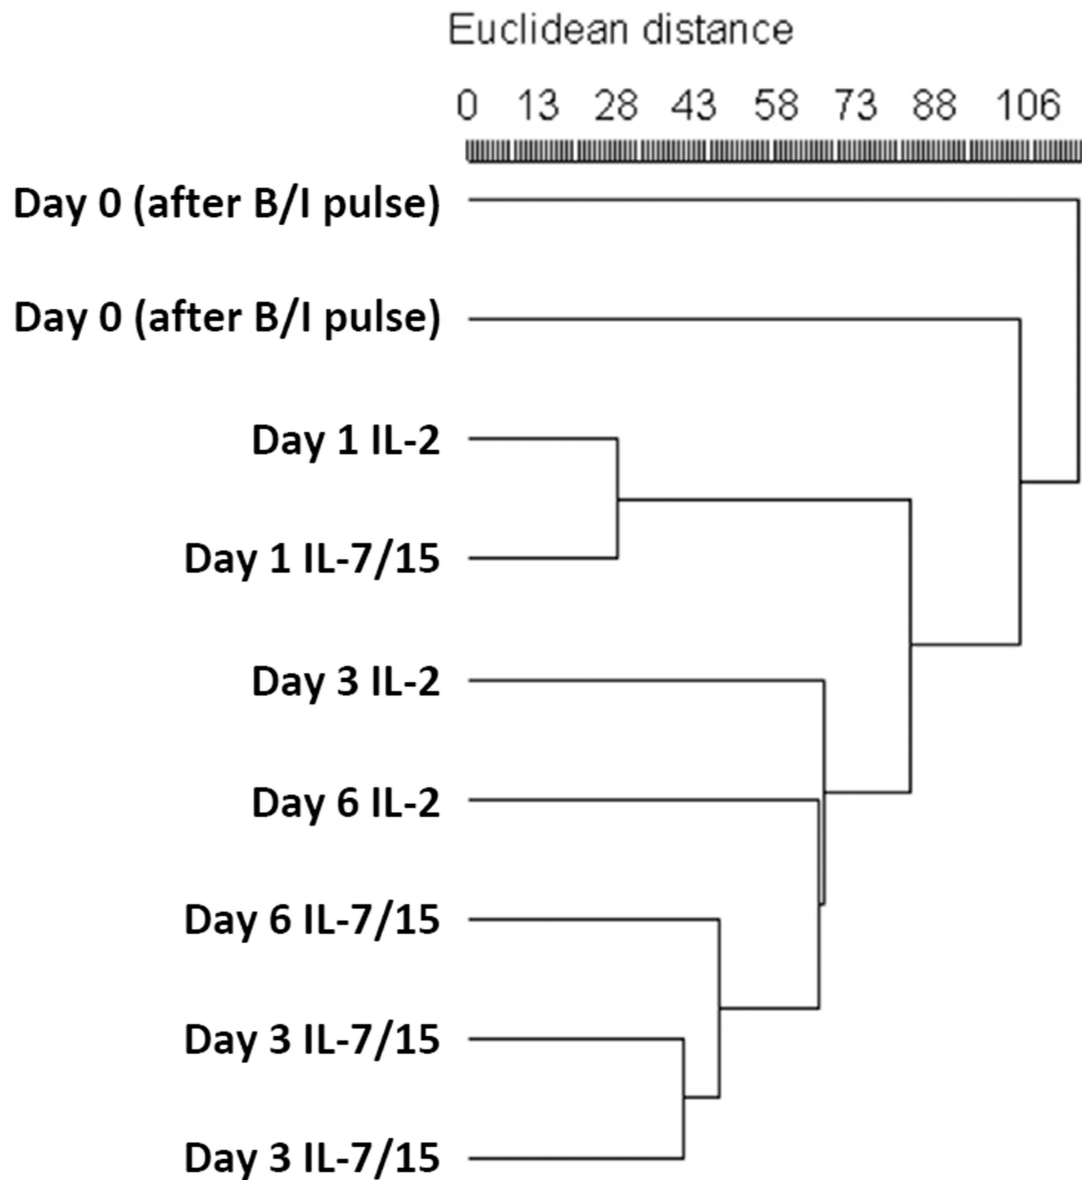 Euclidean distance
0 13 28 43 58 73 88 106
Day 0 (after B/I pulse)
Day 0 (after B/I pulse)
Day 1 IL-2
Day 1 IL-7/15
Day 3 IL-2
Day 6 IL-2
Day 6 IL-7/15
Day 3 IL-7/15
Day 3 IL-7/15